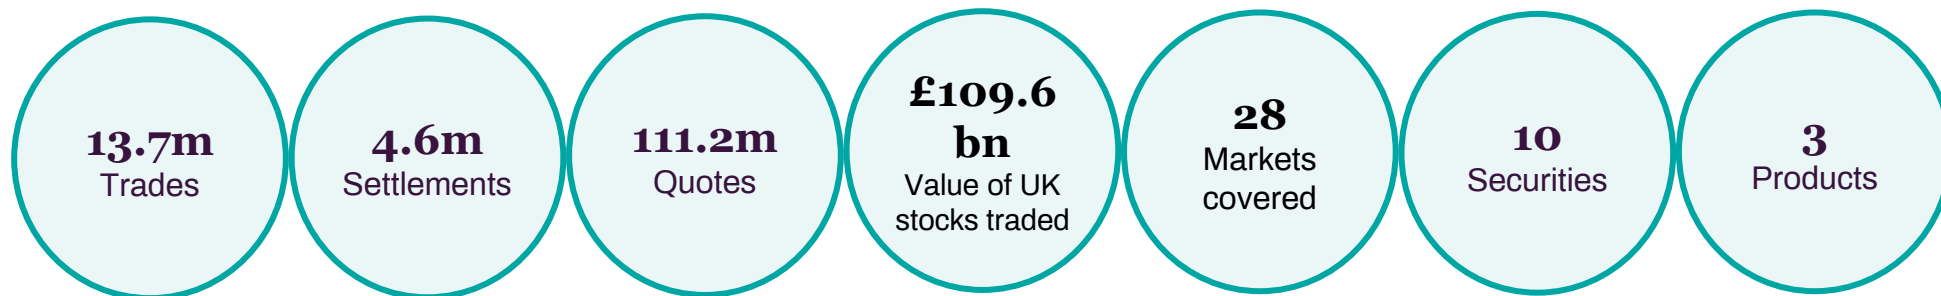 13.7m
Trades
4.6m
Settlements
111.2m
Quotes
£109.6
bn
Value of UK
stocks traded
28
Markets
covered
10
Securities
3
Products